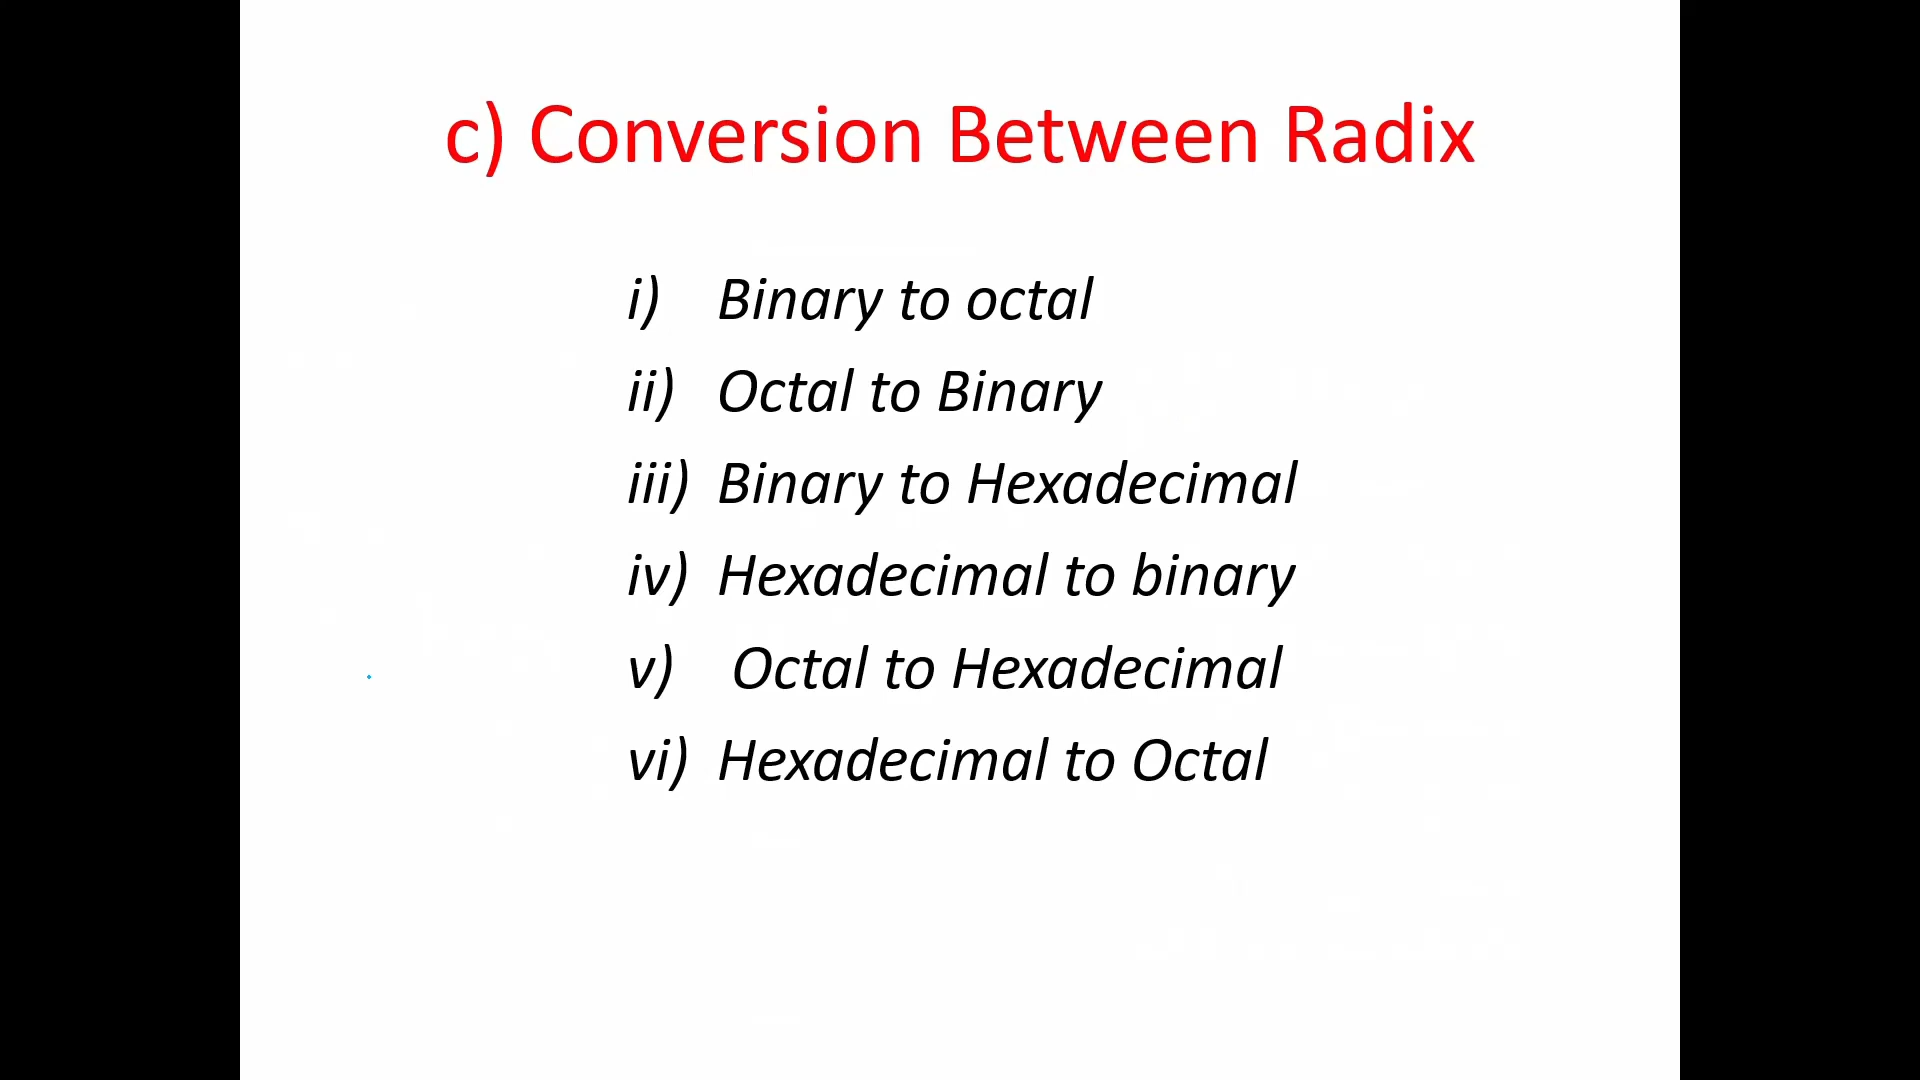 c) Conversion Between Radix
i) Binary to octal
ii) Octal to Binary
iii) Binary to Hexadecimal
iv) Hexadecimal to binary
v) Octal to Hexadecimal
vi) Hexadecimal to Octal